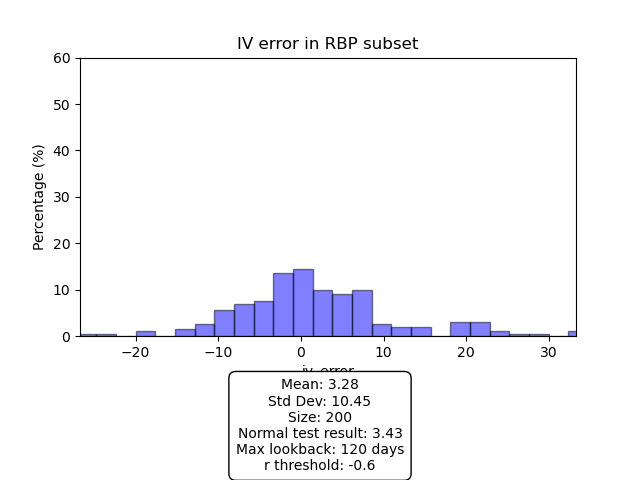 IV error in RBP subset
60
50
40
30
20
10
0
Percentage (%)
−20
−10
0
10
20
30
iv_error
Mean: 3.28
Std Dev: 10.45
Size: 200
Normal test result: 3.43
Max lookback: 120 days
r threshold: -0.6